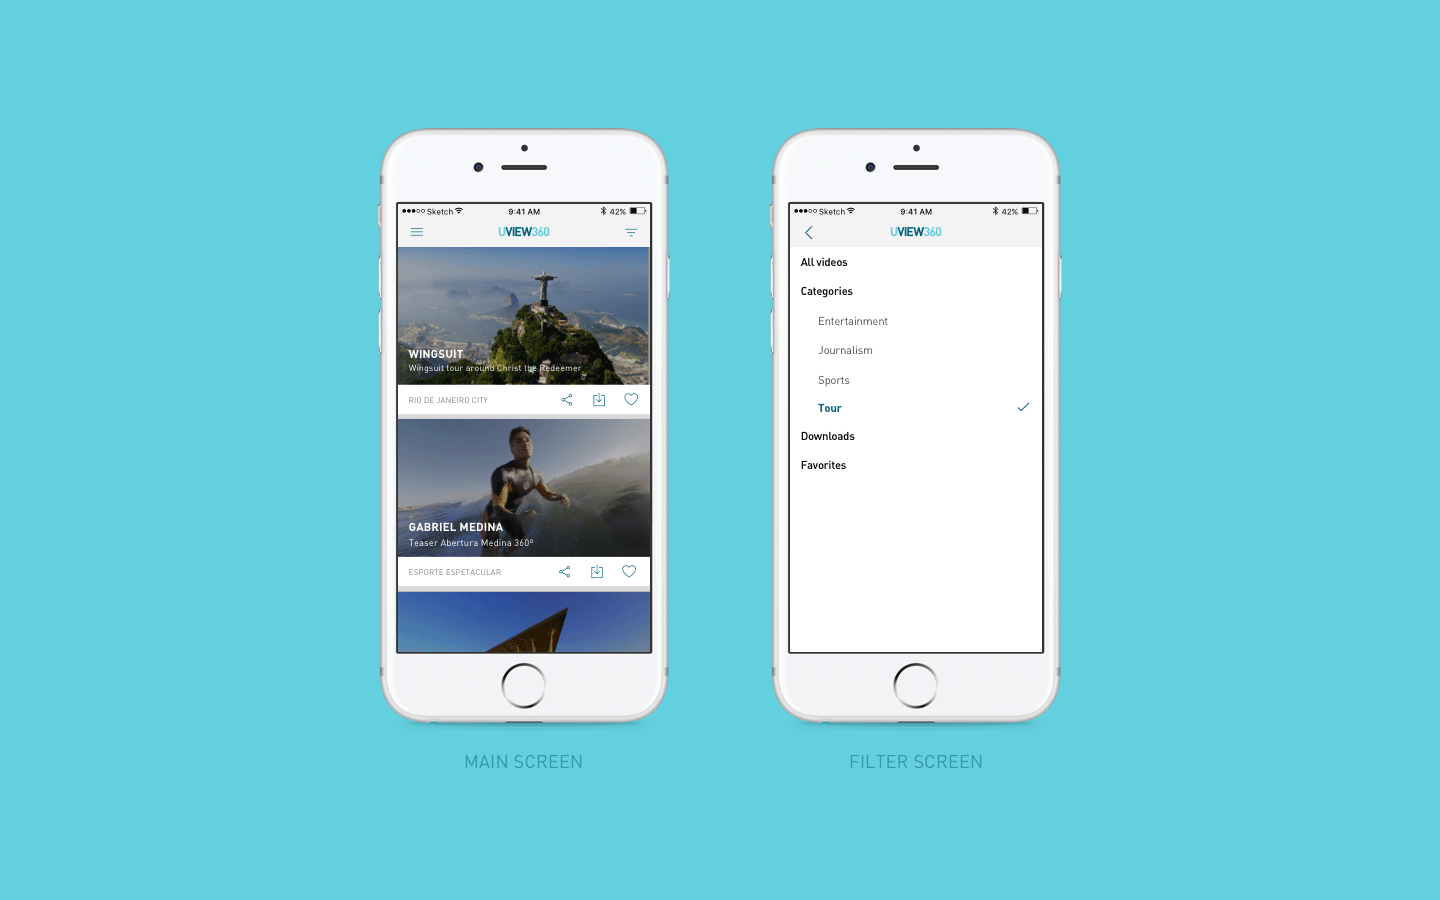 Sketch
9:41 AM
42%
UVIEW360
WINGSUIT
Wingsuit tour around Christ the Redeemer
RIO DE JANEIRO CITY
GABRIEL MEDINA
Teaser Abertura Medina 360º
ESPORTE ESPETACULAR
MAIN SCREEN
Sketch
9:41 AM
42%
UVIEW360
All videos
Categories
Entertainment
Journalism
Sports
Tour
Downloads
Favorites
FILTER SCREEN